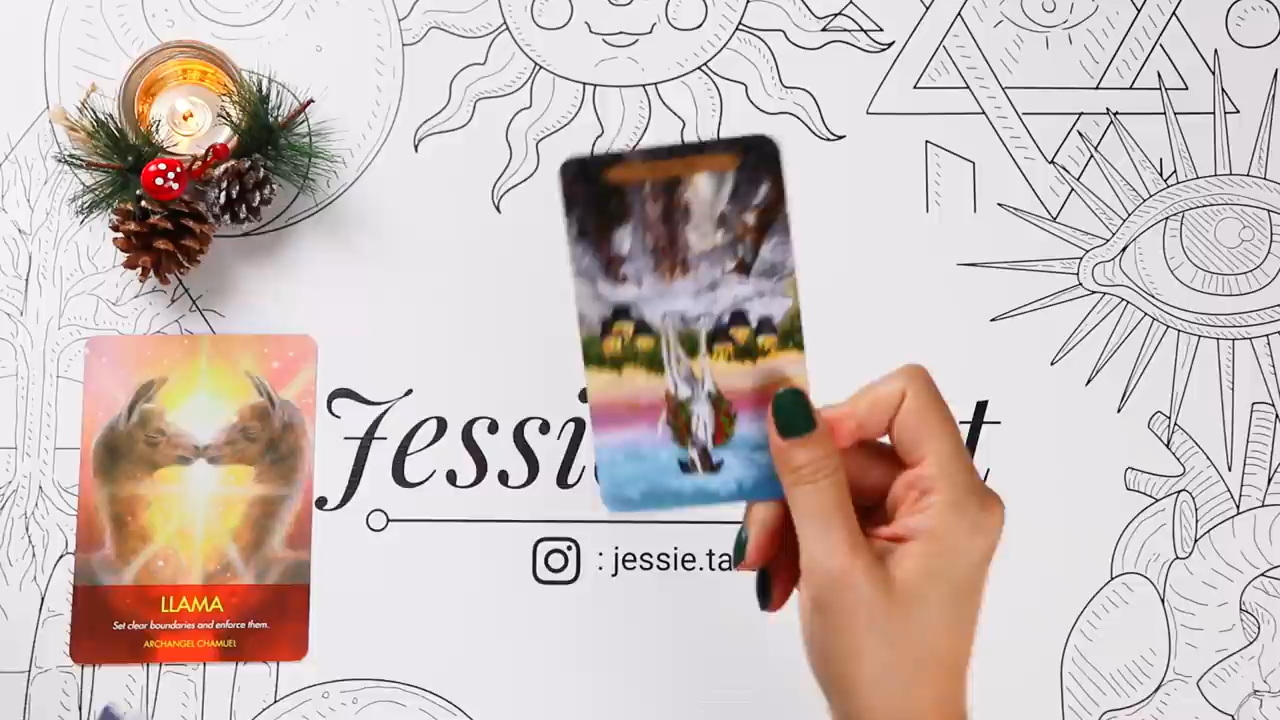 Jessi
t
: jessie.ta
LLAMA
Set clear boundaries and enforce them.
ARCHANGEL CHAMUEL